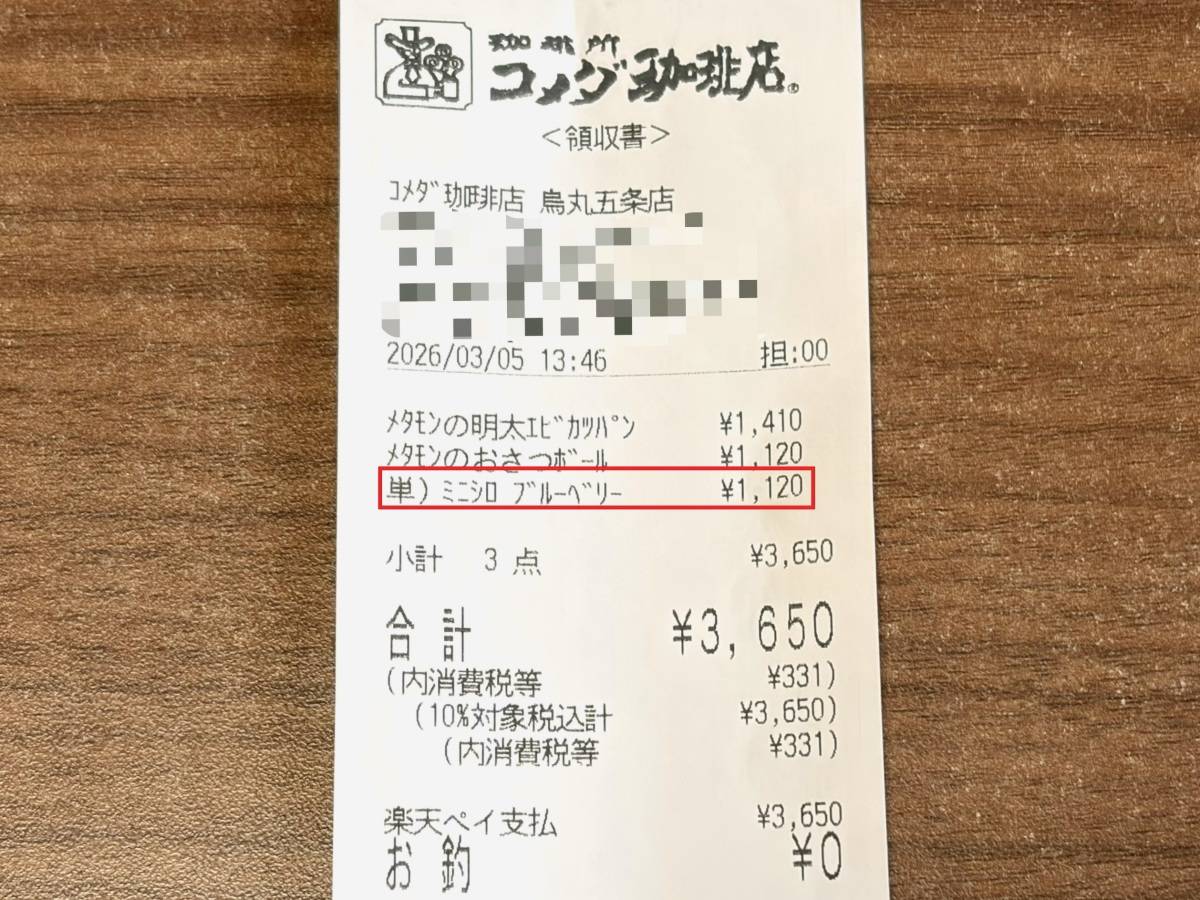 珈琲所
コメダ珈琲店®
＜領収書＞
ｺﾒﾀﾞ珈琲店 烏丸五条店
2026/03/05 13:46 担:00
ﾒﾀﾓﾝの明太ｴﾋﾞｶﾂﾊﾟﾝ ¥1,410
ﾒﾀﾓﾝのおさつﾎﾞｰﾙ ¥1,120
単) ﾐﾆｼﾛ ﾌﾞﾙｰﾍﾞﾘｰ ¥1,120
小計 3 点 ¥3,650
合計 ¥3,650
(内消費税等 ¥331)
(10%対象税込計 ¥3,650)
(内消費税等 ¥331)
楽天ペイ支払 ¥3,650
お釣 ¥0